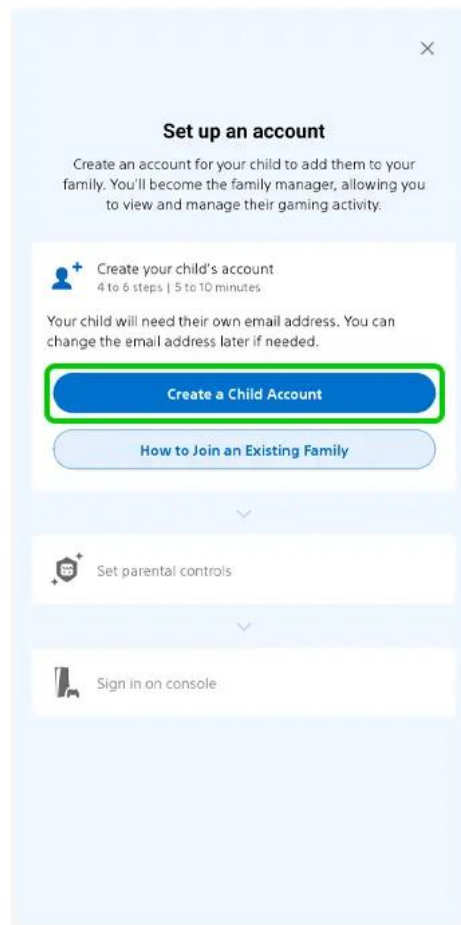 Set up an account
Create an account for your child to add them to your
family. You'll become the family manager, allowing you
to view and manage their gaming activity.
Create your child's account
4 to 6 steps | 5 to 10 minutes
Your child will need their own email address. You can
change the email address later if needed.
Create a Child Account
How to Join an Existing Family
Set parental controls
Sign in on console